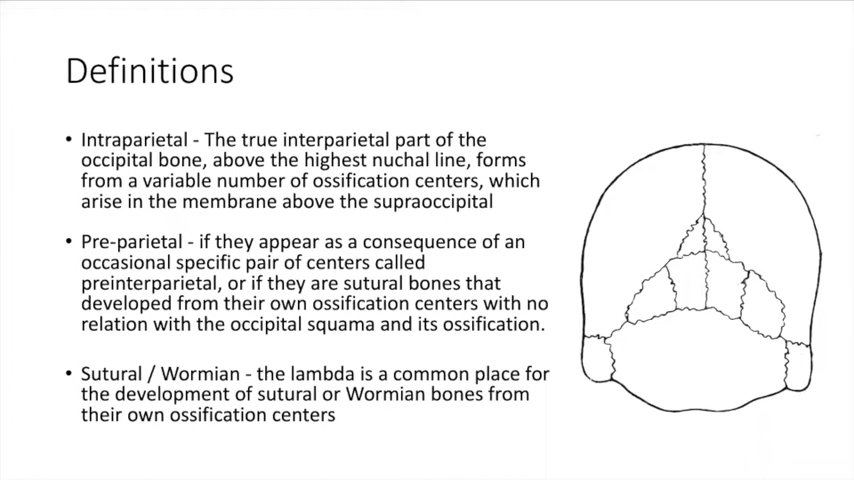 Definitions
• Intraparietal - The true interparietal part of the
occipital bone, above the highest nuchal line, forms
from a variable number of ossification centers, which
arise in the membrane above the supraoccipital
• Pre-parietal - if they appear as a consequence of an
occasional specific pair of centers called
preinterparietal, or if they are sutural bones that
developed from their own ossification centers with no
relation with the occipital squama and its ossification.
• Sutural / Wormian - the lambda is a common place for
the development of sutural or Wormian bones from
their own ossification centers